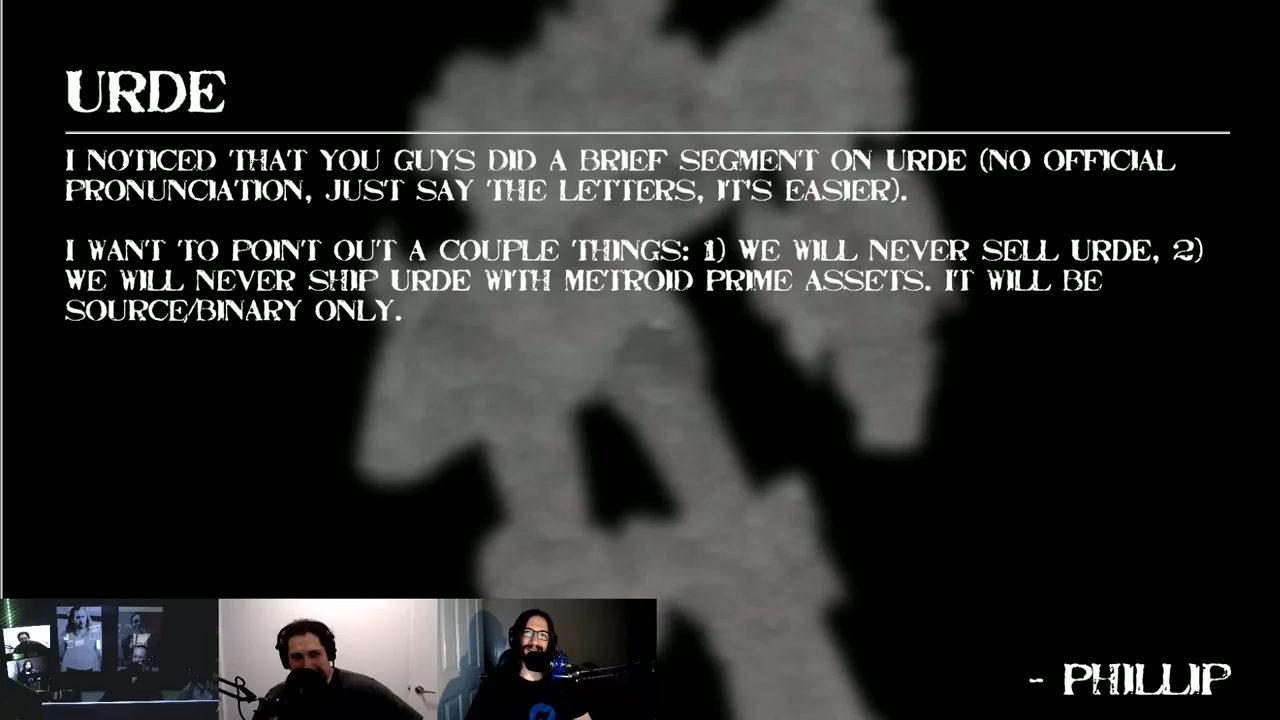 URDE
I NOTICED THAT YOU GUYS DID A BRIEF SEGMENT ON URDE (NO OFFICIAL
PRONUNCIATION, JUST SAY THE LETTERS, IT'S EASIER).
I WANT TO POINT OUT A COUPLE THINGS: 1) WE WILL NEVER SELL URDE, 2)
WE WILL NEVER SHIP URDE WITH METROID PRIME ASSETS. IT WILL BE
SOURCE/BINARY ONLY.
- PHILLIP